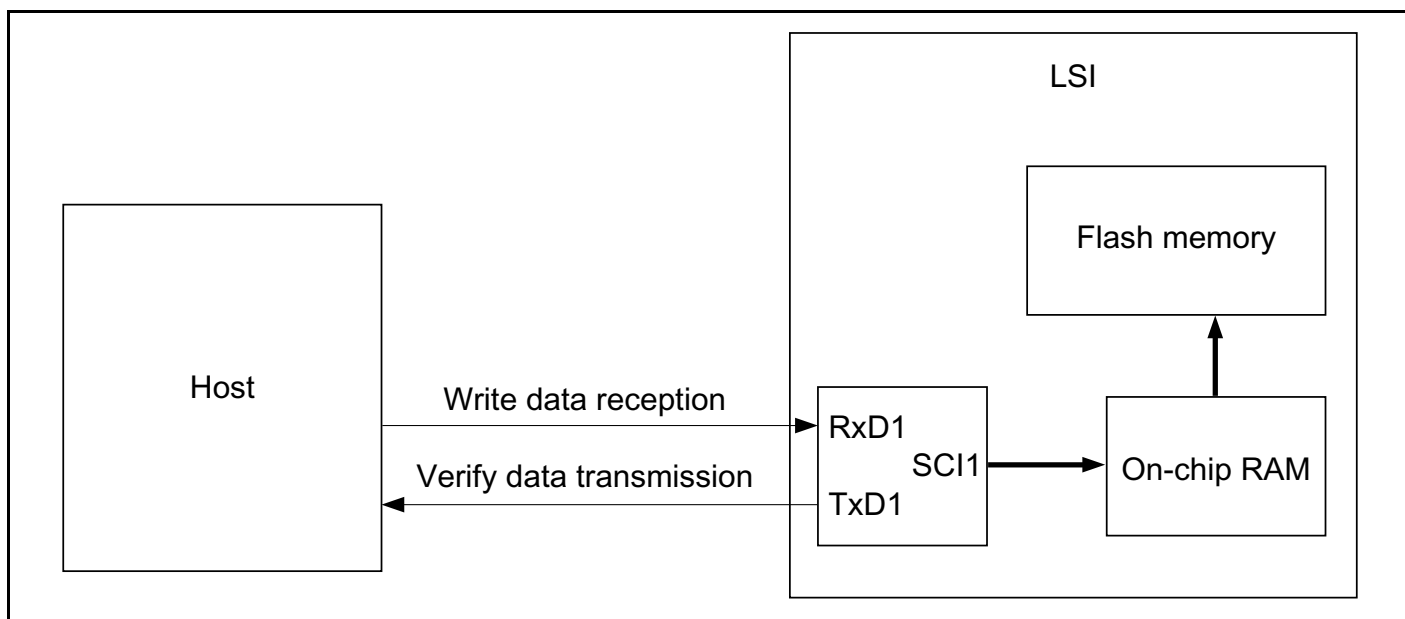 LSI
Flash memory
Host
Write data reception
RxD1
SCI1
On-chip RAM
Verify data transmission
TxD1